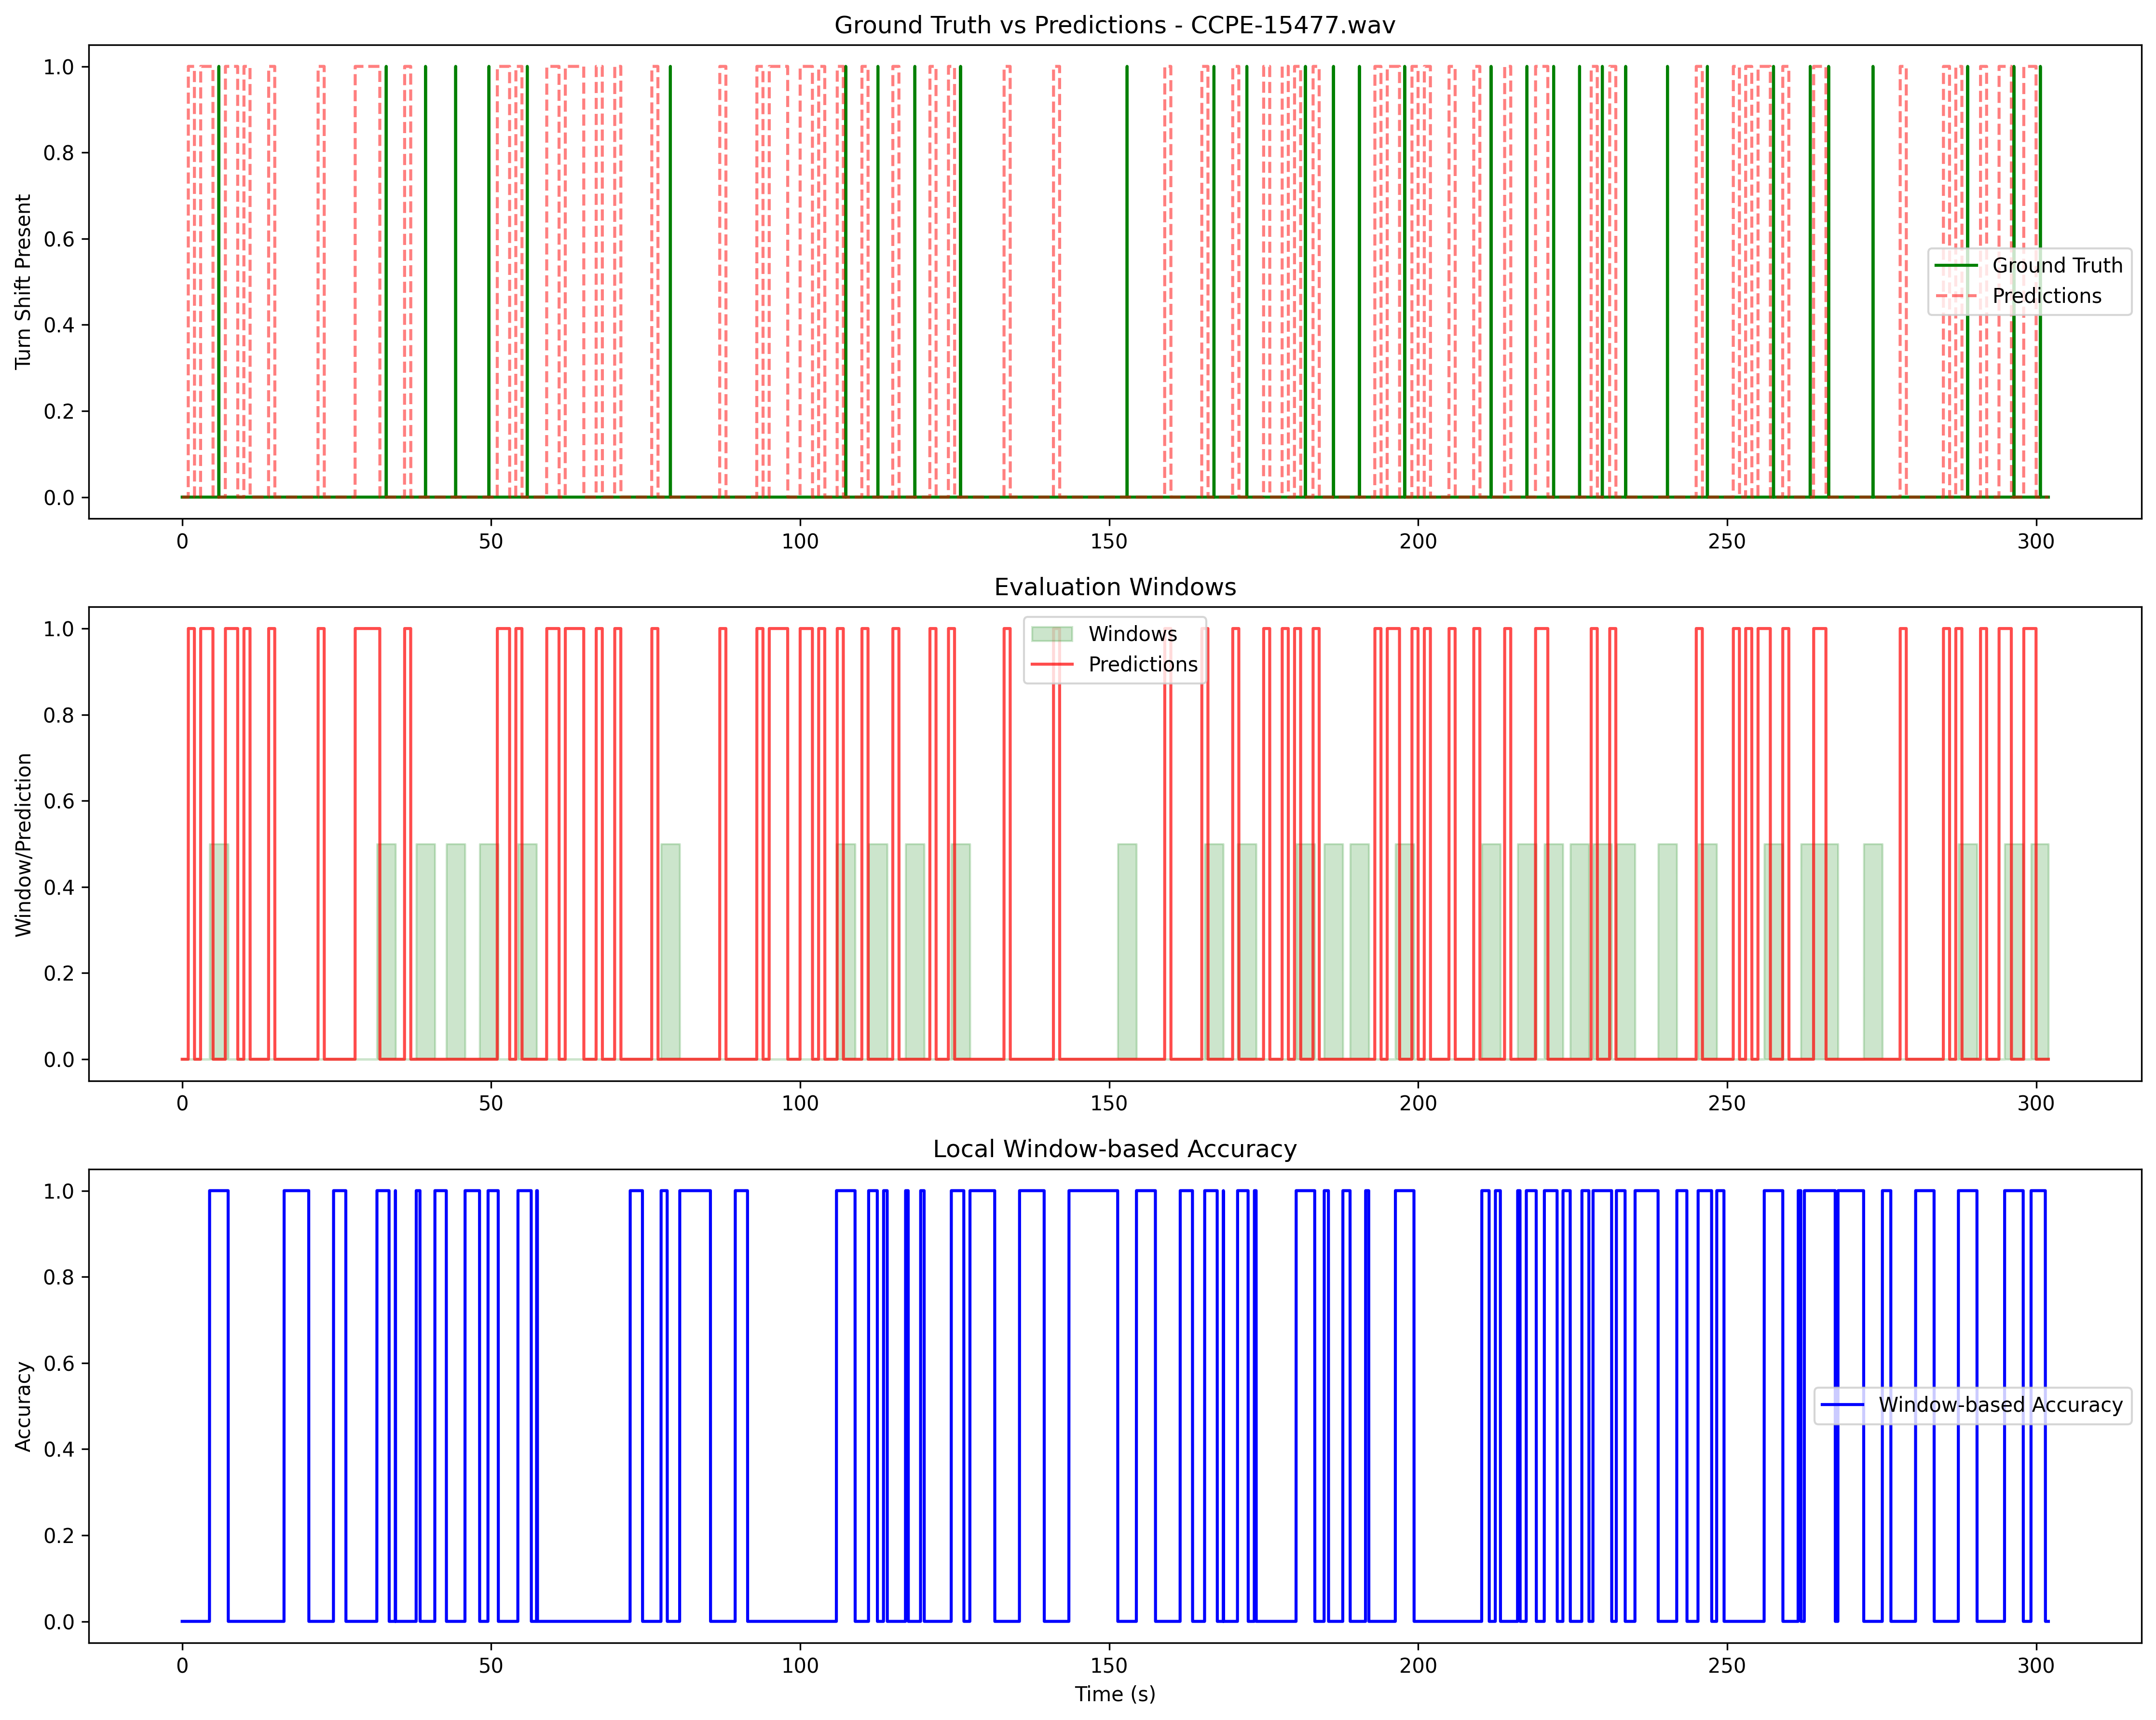 Ground Truth vs Predictions - CCPE-15477.wav
Turn Shift Present
1.0
0.8
0.6
0.4
0.2
0.0
Ground Truth
Predictions
0 50 100 150 200 250 300
Evaluation Windows
Window/Prediction
1.0
0.8
0.6
0.4
0.2
0.0
Windows
Predictions
0 50 100 150 200 250 300
Local Window-based Accuracy
Accuracy
1.0
0.8
0.6
0.4
0.2
0.0
Window-based Accuracy
0 50 100 150 200 250 300
Time (s)